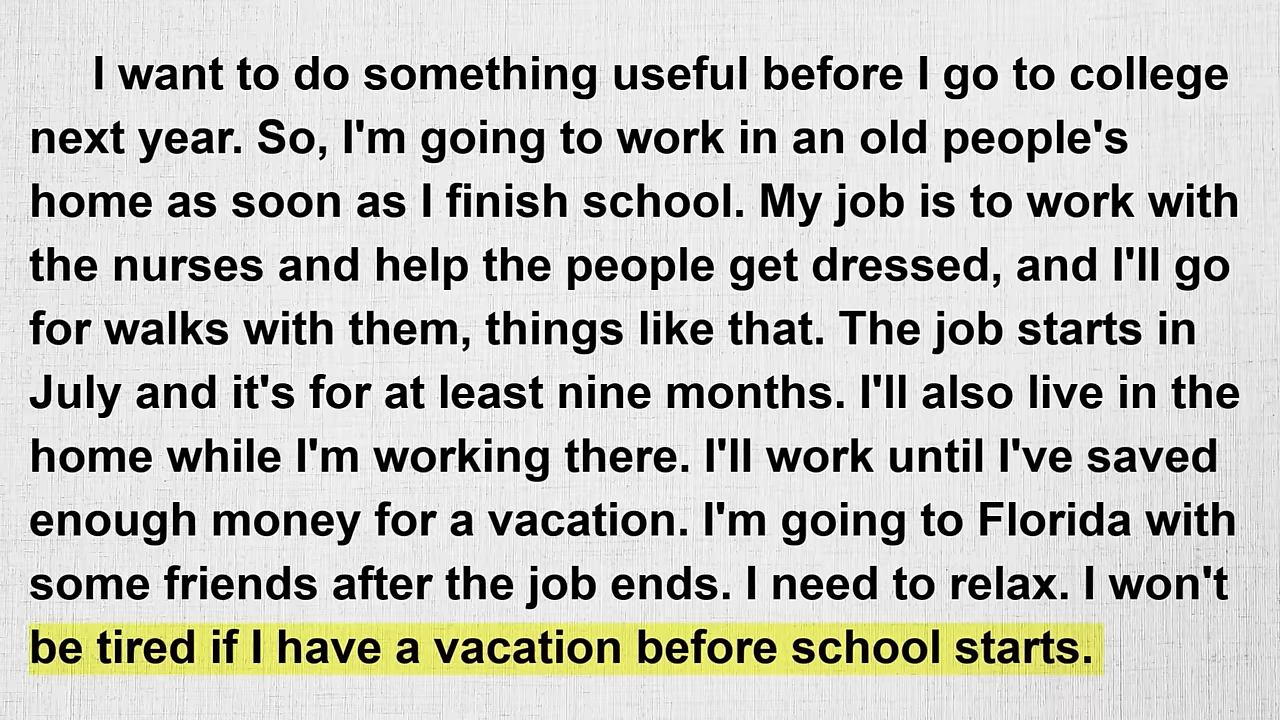 I want to do something useful before I go to college
next year. So, I'm going to work in an old people's
home as soon as I finish school. My job is to work with
the nurses and help the people get dressed, and I'll go
for walks with them, things like that. The job starts in
July and it's for at least nine months. I'll also live in the
home while I'm working there. I'll work until I've saved
enough money for a vacation. I'm going to Florida with
some friends after the job ends. I need to relax. I won't
be tired if I have a vacation before school starts.